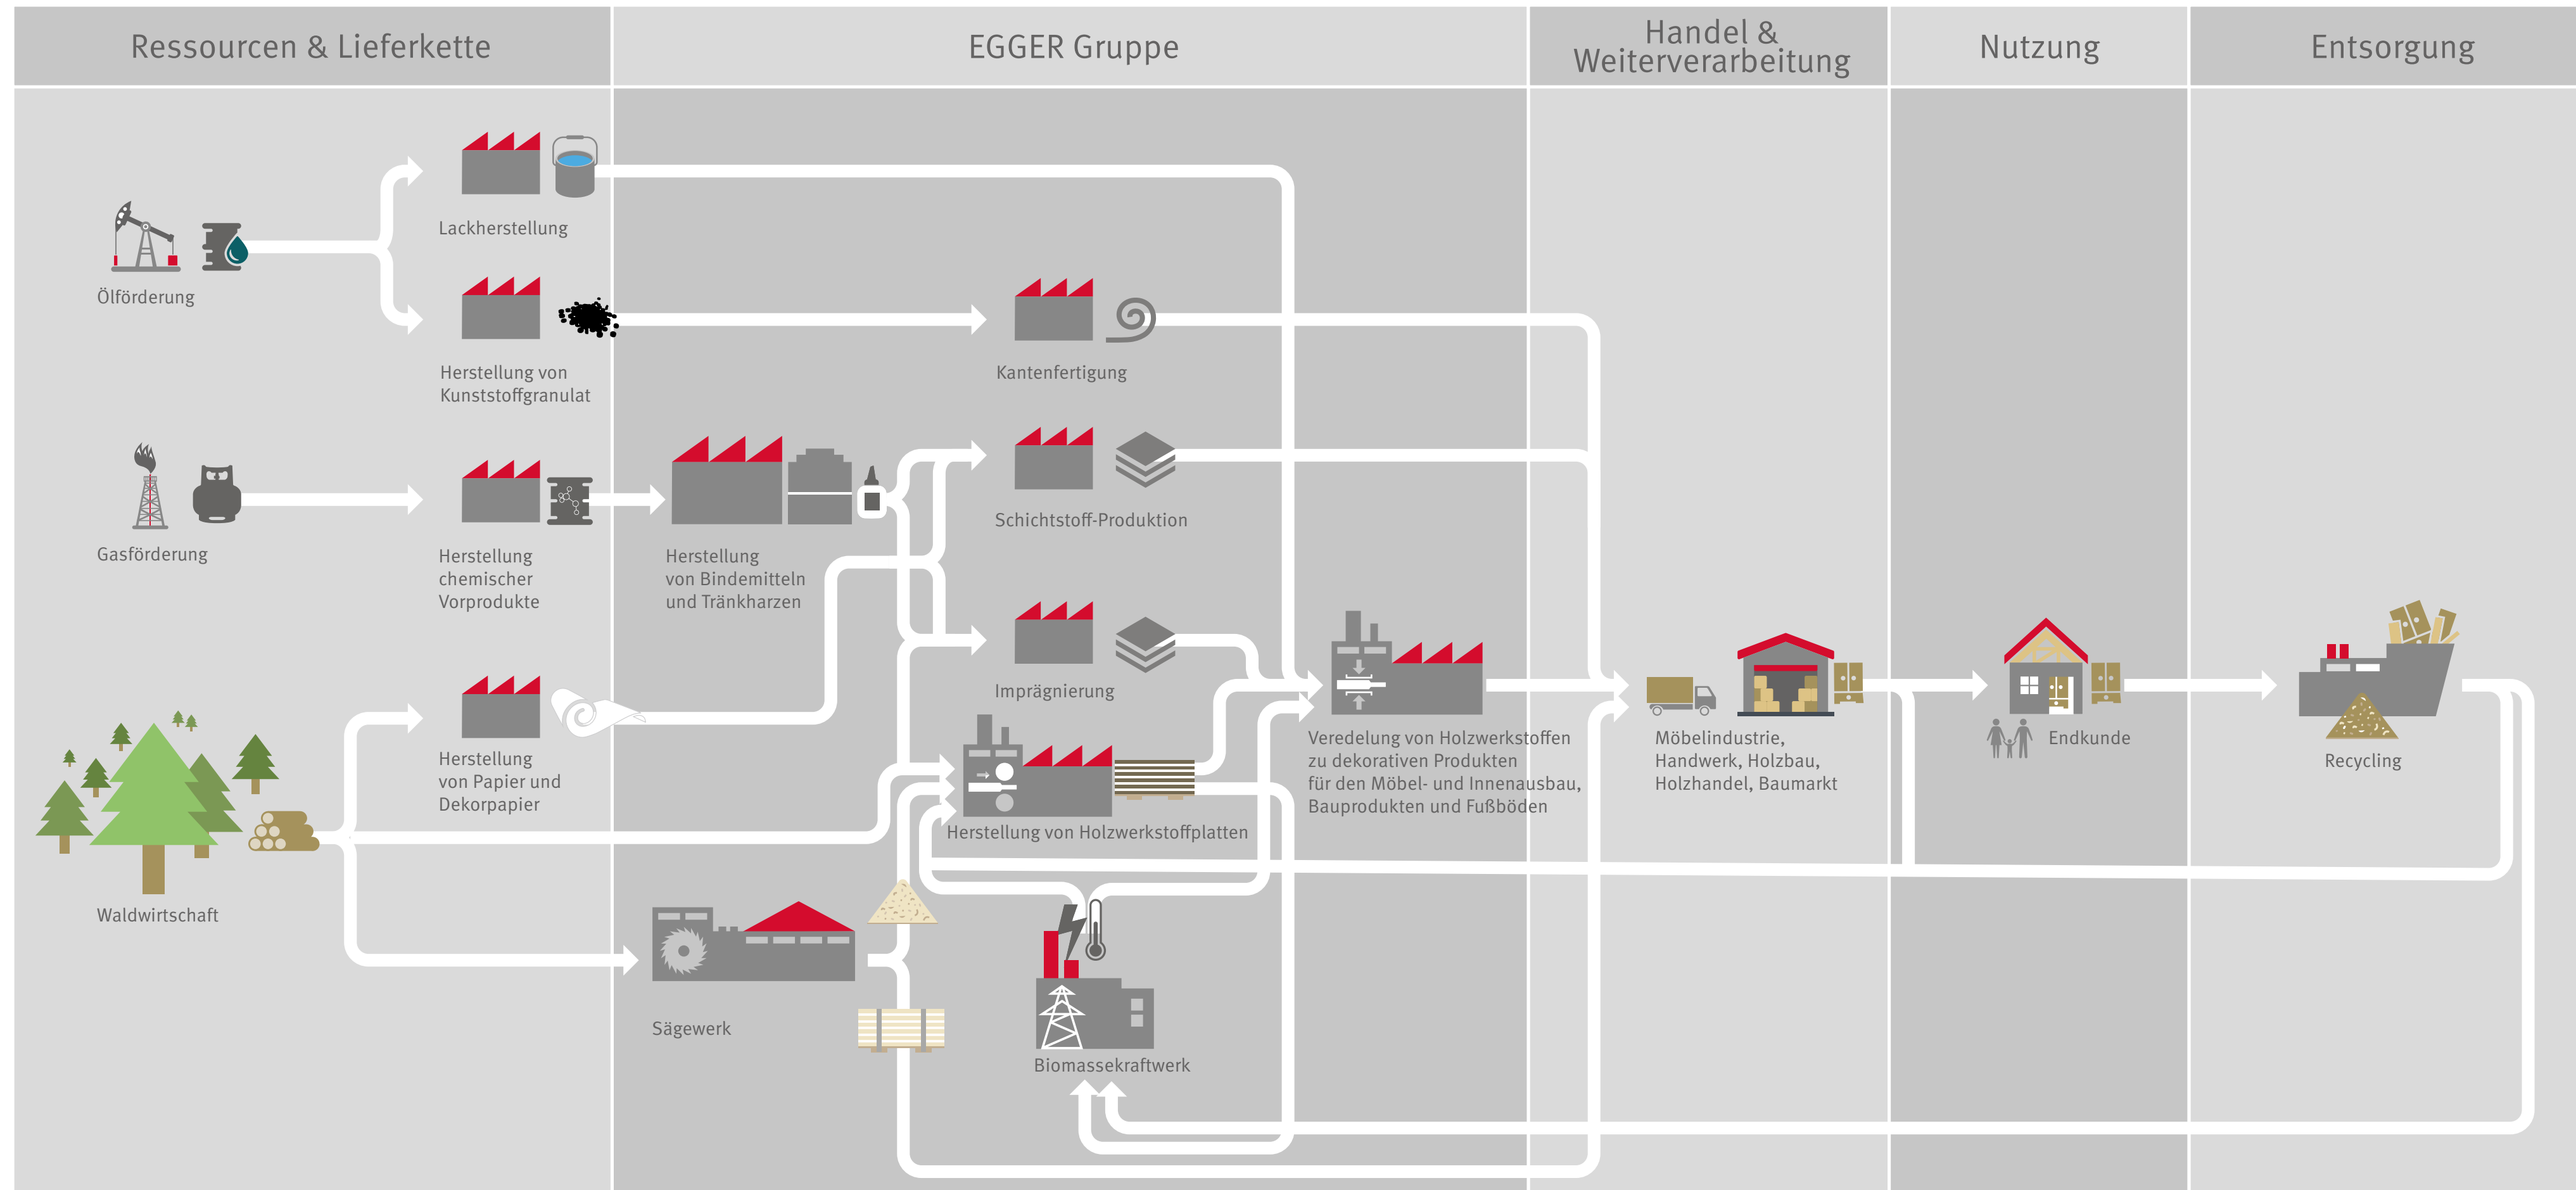 Ressourcen & Lieferkette
EGGER Gruppe
Handel &
Weiterverarbeitung
Nutzung
Entsorgung
Lackherstellung
Ölförderung
Herstellung von
Kunststoffgranulat
Kantenfertigung
Gasförderung
Herstellung
chemischer
Vorprodukte
Herstellung
von Bindemitteln
und Tränkharzen
Schichtstoff-Produktion
Imprägnierung
Herstellung
von Papier und
Dekorpapier
Veredelung von Holzwerkstoffen
zu dekorativen Produkten
für den Möbel- und Innenausbau,
Bauprodukten und Fußböden
Möbelindustrie,
Handwerk, Holzbau,
Holzhandel, Baumarkt
Endkunde
Recycling
Herstellung von Holzwerkstoffplatten
Waldwirtschaft
Sägewerk
Biomassekraftwerk